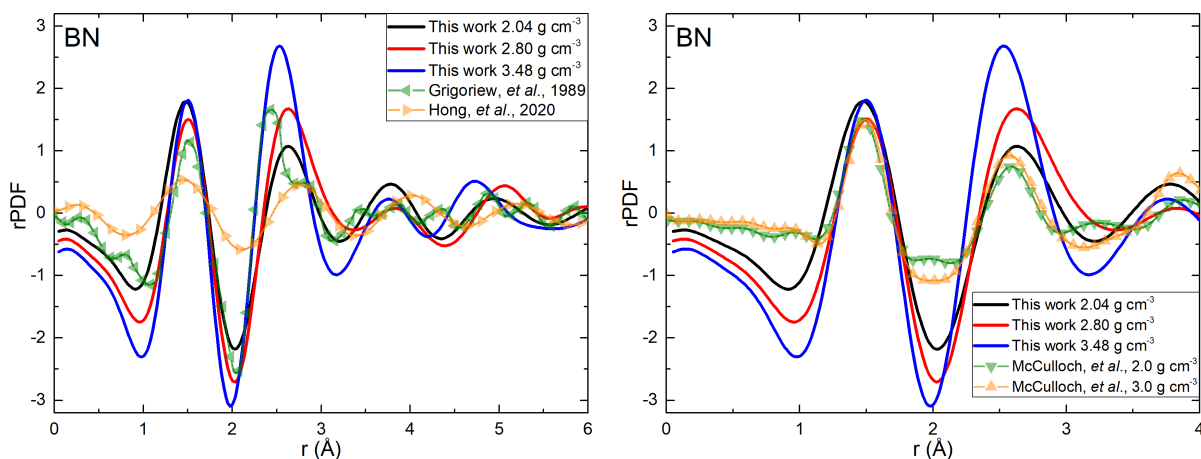 BN
This work 2.04 g cm⁻³
This work 2.80 g cm⁻³
This work 3.48 g cm⁻³
Grigoriew, et al., 1989
Hong, et al., 2020
rPDF
3
2
1
0
-1
-2
-3
0 1 2 3 4 5 6
r (Å)
BN
This work 2.04 g cm⁻³
This work 2.80 g cm⁻³
This work 3.48 g cm⁻³
McCulloch, et al., 2.0 g cm⁻³
McCulloch, et al., 3.0 g cm⁻³
rPDF
3
2
1
0
-1
-2
-3
0 1 2 3 4
r (Å)